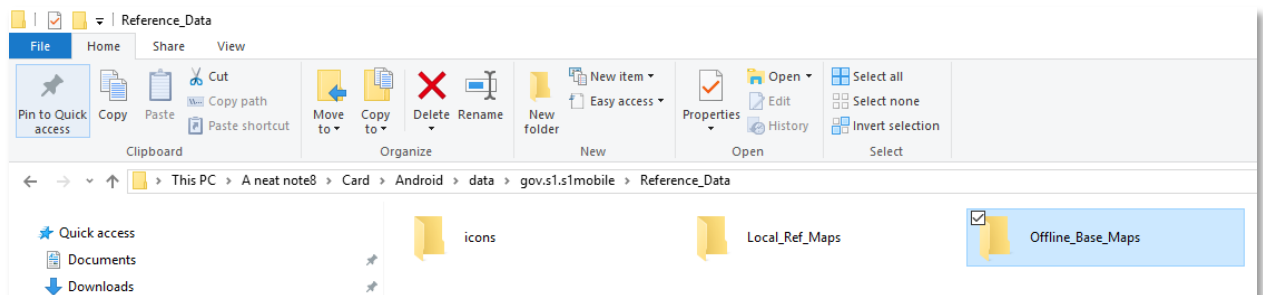 Reference_Data
File Home Share View
Pin to Quick access
Copy
Paste
Cut
Copy path
Paste shortcut
Clipboard
Move to
Copy to
Delete
Rename
Organize
New folder
New item
Easy access
New
Properties
Open
Edit
History
Open
Select all
Select none
Invert selection
Select
This PC > A neat note8 > Card > Android > data > gov.s1.s1mobile > Reference_Data
Quick access
Documents
Downloads
icons
Local_Ref_Maps
Offline_Base_Maps